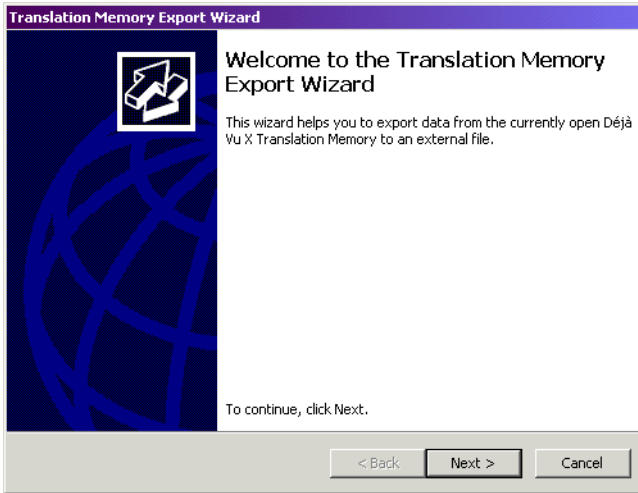 Translation Memory Export Wizard
Welcome to the Translation Memory
Export Wizard
This wizard helps you to export data from the currently open Déjà
Vu X Translation Memory to an external file.
To continue, click Next.
< Back Next > Cancel